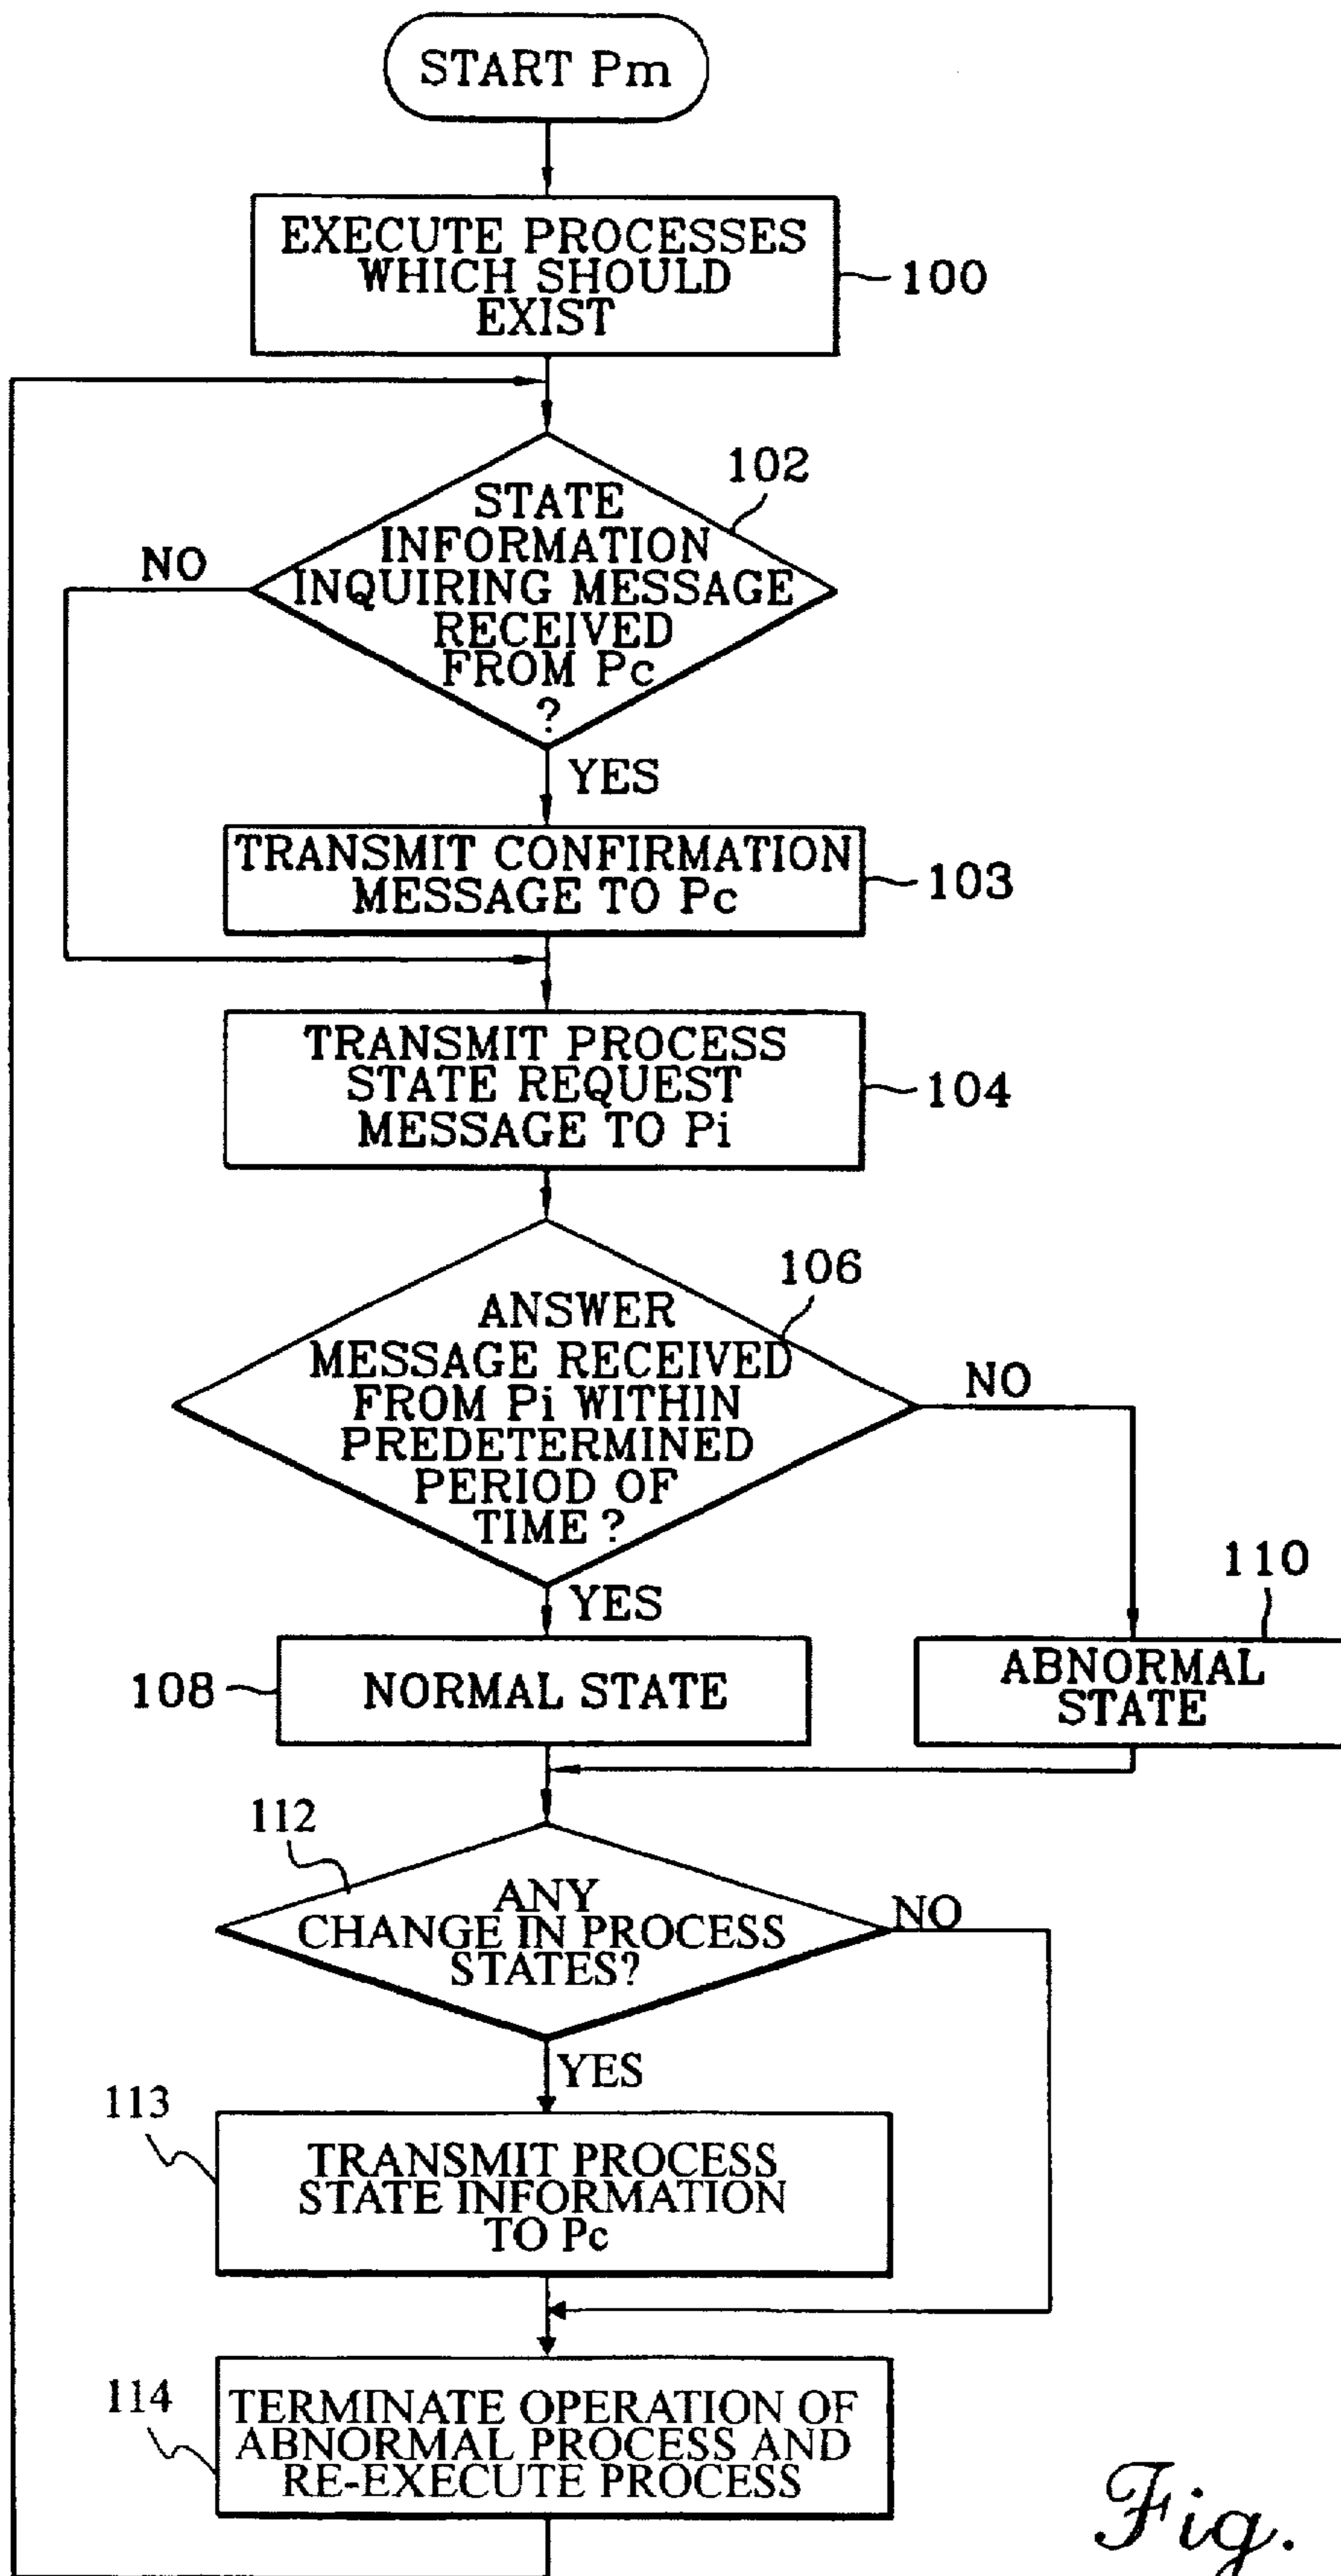 START Pm
EXECUTE PROCESSES
WHICH SHOULD
EXIST
100
102
STATE
INFORMATION
INQUIRING MESSAGE
RECEIVED
FROM Pc
?
NO
YES
TRANSMIT CONFIRMATION
MESSAGE TO Pc
103
TRANSMIT PROCESS
STATE REQUEST
MESSAGE TO Pi
104
106
ANSWER
MESSAGE RECEIVED
FROM Pi WITHIN
PREDETERMINED
PERIOD OF
TIME ?
NO
YES
110
108
NORMAL STATE
ABNORMAL
STATE
112
ANY
CHANGE IN PROCESS
STATES?
NO
YES
113
TRANSMIT PROCESS
STATE INFORMATION
TO Pc
114
TERMINATE OPERATION OF
ABNORMAL PROCESS AND
RE-EXECUTE PROCESS
Fig.